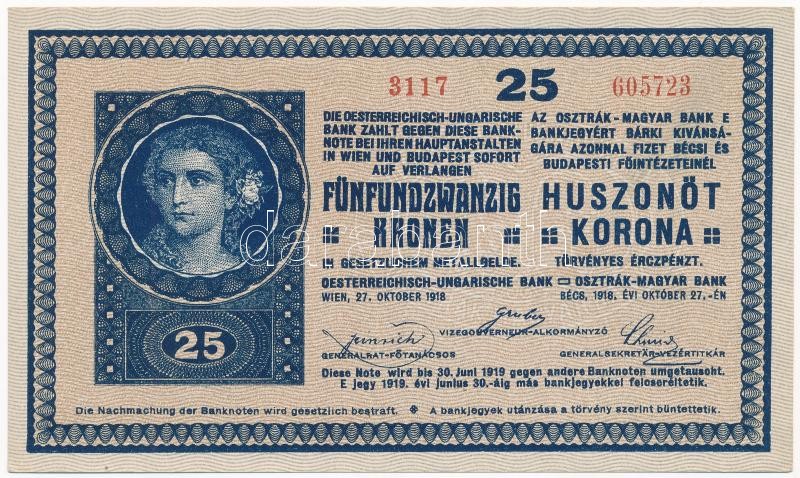 3117 25 605723
DIE OESTERREICHISCH-UNGARISCHE
BANK ZAHLT GEGEN DIESE BANK-
NOTE BEI IHREN HAUPTANSTALTEN
IN WIEN UND BUDAPEST SOFORT
AUF VERLANGEN
FÜNFUNDZWANZIG
KRONEN
IN GESETZLICHEM METALLGELDE.
OESTERREICHISCH-UNGARISCHE BANK
WIEN, 27. OKTOBER 1918
AZ OSZTRÁK-MAGYAR BANK E
BANKJEGYÉRT BÁRKI KIVÁNSÁ-
GÁRA AZONNAL FIZET BÉCSI ÉS
BUDAPESTI FŐINTÉZETEINÉL
HUSZONÖT
KORONA
TÖRVÉNYES ÉRCZPÉNZT.
OSZTRÁK-MAGYAR BANK
BÉCS, 1918. ÉVI OKTOBER 27.-ÉN
Gruber
VIZEGOUVERNEUR-ALKORMÁNYZÓ
GENERALRAT-FŐTANÁCSOS
GENERALSEKRETÄR-VEZÉRTITKÁR
25
Diese Note wird bis 30. Juni 1919 gegen andere Banknoten umgetauscht.
E jegy 1919. évi junius 30.-áig más bankjegyekkel felcseréltetik.
Die Nachmachung der Banknoten wird gesetzlich bestraft. A bankjegyek utánzása a törvény szerint büntettetik.
darabanth